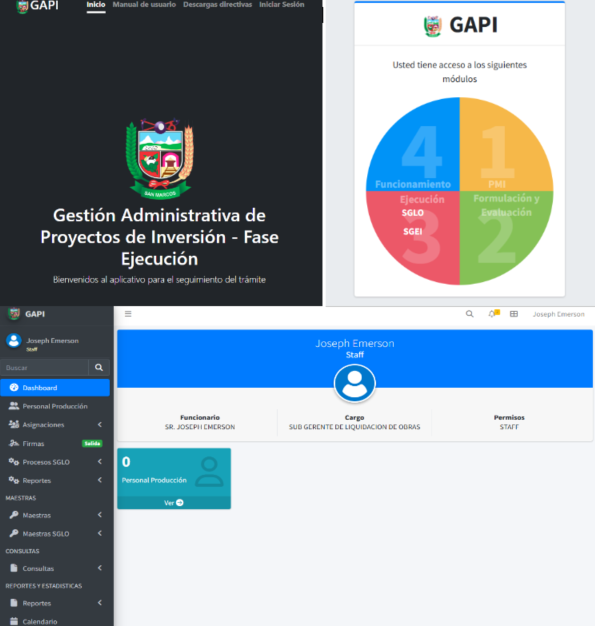 GAPI
Inicio Manual de usuario Descargas directivas Iniciar Sesión
SAN MARCOS
Gestión Administrativa de
Proyectos de Inversión - Fase
Ejecución
Bienvenidos al aplicativo para el seguimiento del trámite
GAPI
Usted tiene acceso a los siguientes
módulos
4
Funcionamiento
1
PMI
Ejecución
SGLO
SGEI
3
Formulación y
Evaluación
2
GAPI
Joseph Emerson
Staff
Buscar
Dashboard
Personal Producción
Asignaciones
Firmas
Salida
Procesos SGLO
Reportes
MAESTRAS
Maestras
Maestras SGLO
CONSULTAS
Consultas
REPORTES Y ESTADISTICAS
Reportes
Calendario
Joseph Emerson
Joseph Emerson
Staff
Funcionario
SR. JOSEPH EMERSON
Cargo
SUB GERENTE DE LIQUIDACION DE OBRAS
Permisos
STAFF
0
Personal Producción
Ver